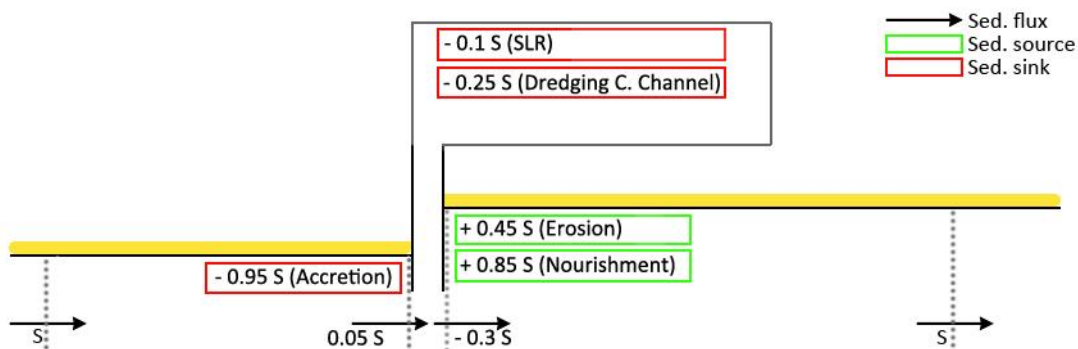 - 0.1 S (SLR)
- 0.25 S (Dredging C. Channel)
Sed. flux
Sed. source
Sed. sink
+ 0.45 S (Erosion)
+ 0.85 S (Nourishment)
- 0.95 S (Accretion)
S
0.05 S
- 0.3 S
S